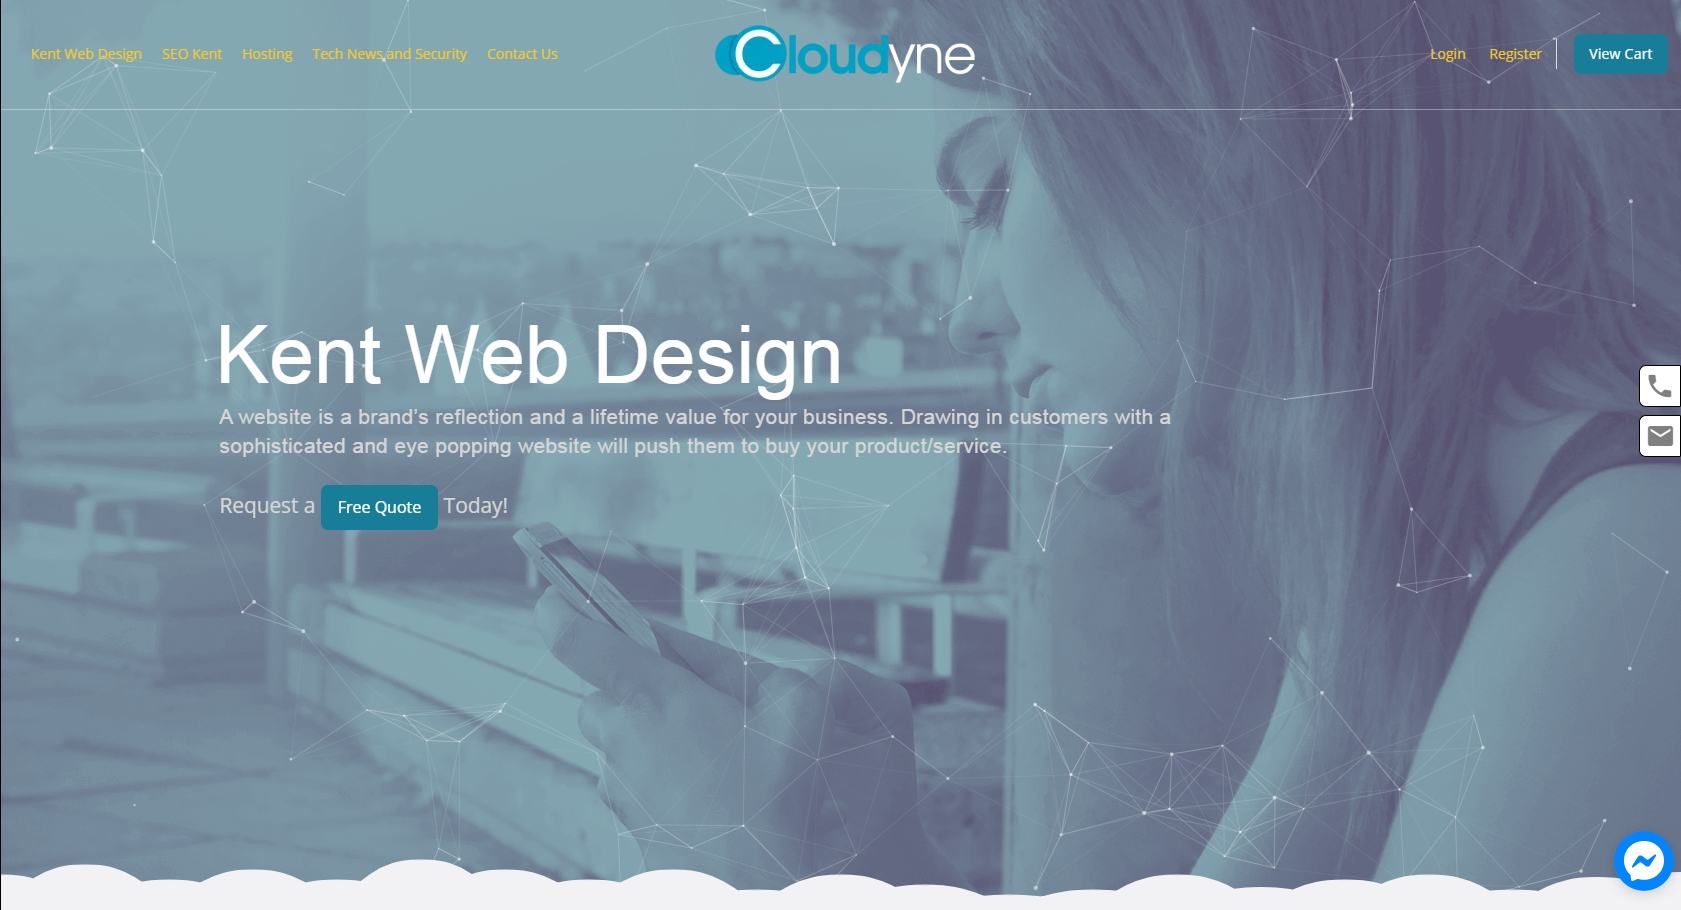 Kent Web Design SEO Kent Hosting Tech News and Security Contact Us Cloudyne Login Register View Cart
Kent Web Design
A website is a brand’s reflection and a lifetime value for your business. Drawing in customers with a
sophisticated and eye popping website will push them to buy your product/service.
Request a Free Quote Today!